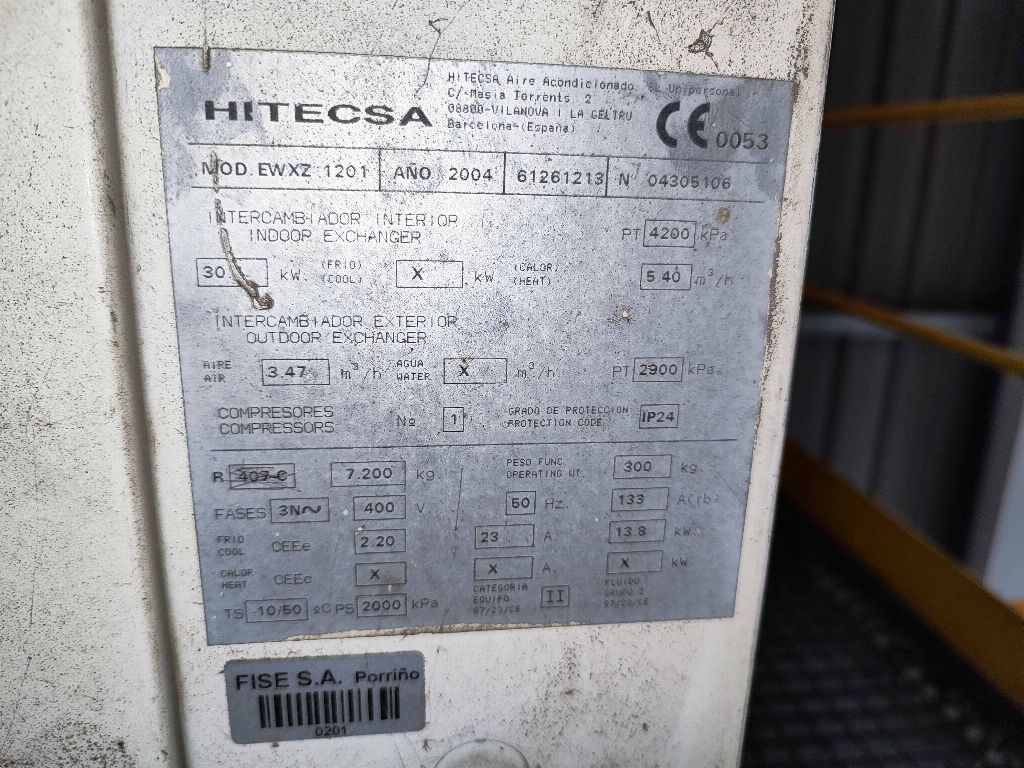 HITECSA
HITECSA Aire Acondicionado, SL Unipersonal
C/ Masia Torrents, 2
08800-VILANOVA I LA GELTRU
Barcelona-(España)
CE 0053
MOD. EWXZ 1201 AÑO 2004 61261213 Nº 04305106
INTERCAMBIADOR INTERIOR
INDOOR EXCHANGER
PT 4200 kPa
30 kW. (FRIO) (COOL) X kW (CALOR) (HEAT) 5.40 m³/h
INTERCAMBIADOR EXTERIOR
OUTDOOR EXCHANGER
AIRE AIR 3.47 m³/h AGUA WATER X m³/h PT 2900 kPa
COMPRESORES
COMPRESSORS
Nº 1 GRADO DE PROTECCION PROTECTION CODE IP24
R 407-C 7.200 kg. PESO FUNC. OPERATING WT. 300 kg.
FASES 3N~ 400 V. 50 Hz. 133 A(rb)
FRIO COOL CEEe 2.20 23 A. 13.8 kW.
CALOR HEAT CEEc X X A. X kW
TS 10/50 ºC PS 2000 kPa CATEGORIA EQUIPO 97/23/CE II FLUIDO GRUPO 2 97/23/CE
FISE S.A. Porriño
0201